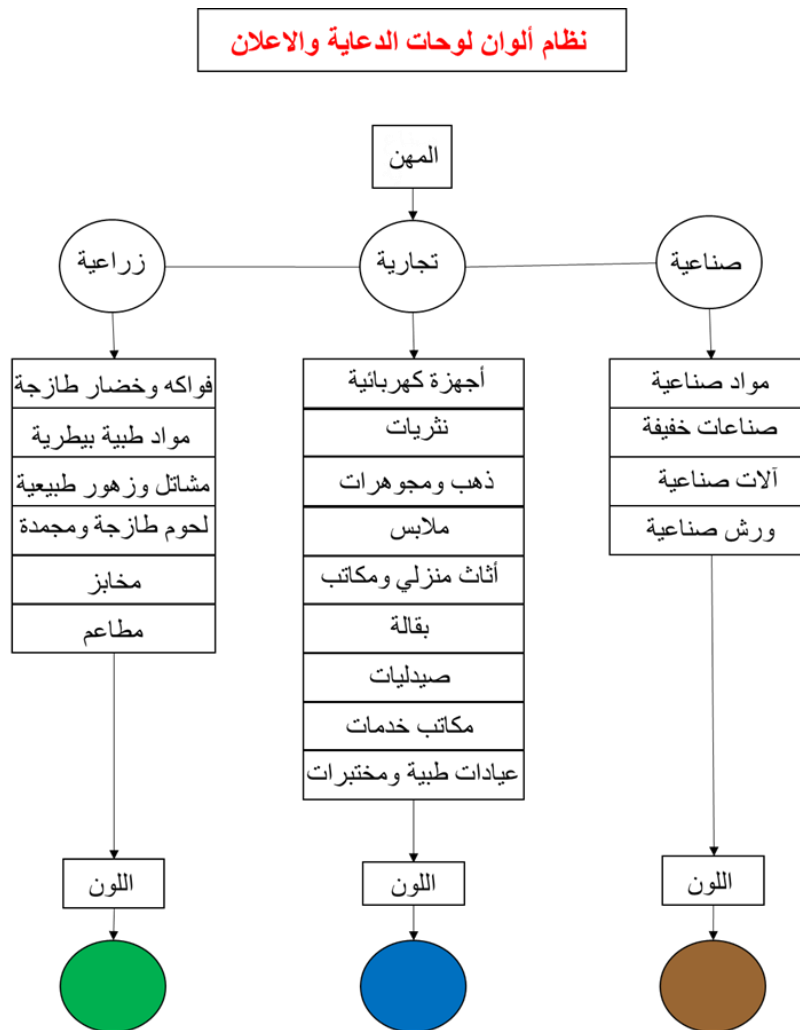 نظام ألوان لوحات الدعاية والاعلان
المهن
صناعية
تجارية
زراعية
مواد صناعية
صناعات خفيفة
آلات صناعية
ورش صناعية
أجهزة كهربائية
نثريات
ذهب ومجوهرات
ملابس
أثاث منزلي ومكاتب
بقالة
صيدليات
مكاتب خدمات
عيادات طبية ومختبرات
فواكه وخضار طازجة
مواد طبية بيطرية
مشاتل وزهور طبيعية
لحوم طازجة ومجمدة
مخابز
مطاعم
اللون
اللون
اللون